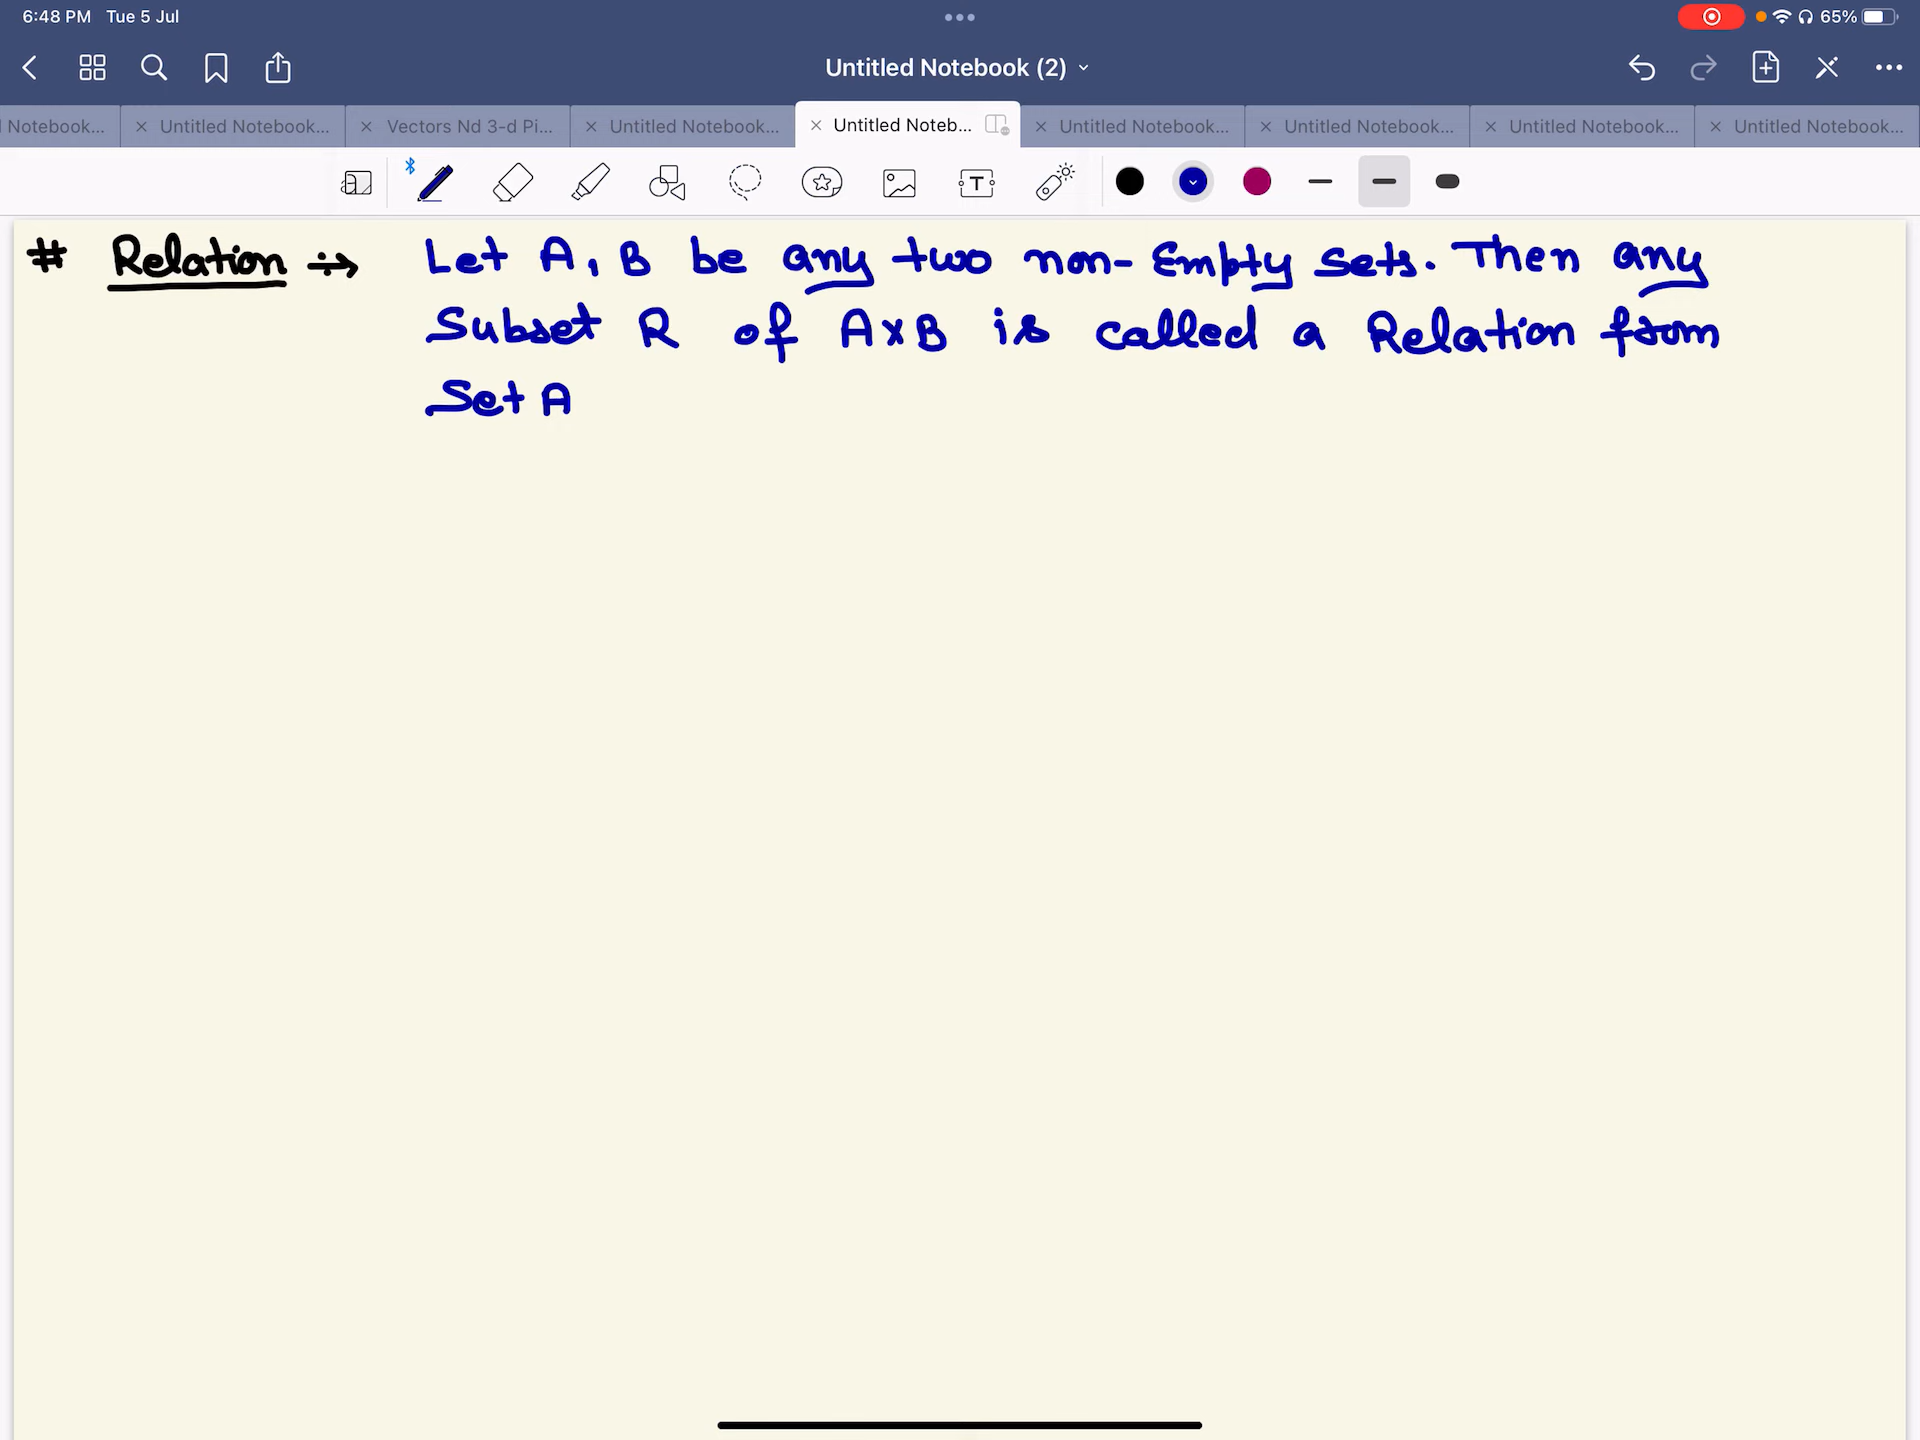 6:48 PM Tue 5 Jul
65%
Untitled Notebook (2)
Notebook...
Untitled Notebook...
Vectors Nd 3-d Pi...
Untitled Notebook...
Untitled Noteb...
Untitled Notebook...
Untitled Notebook...
Untitled Notebook...
Untitled Notebook...
# Relation ÷→ Let A, B be any two non-Empty sets. Then any
Subset R of A×B is called a Relation from
Set A